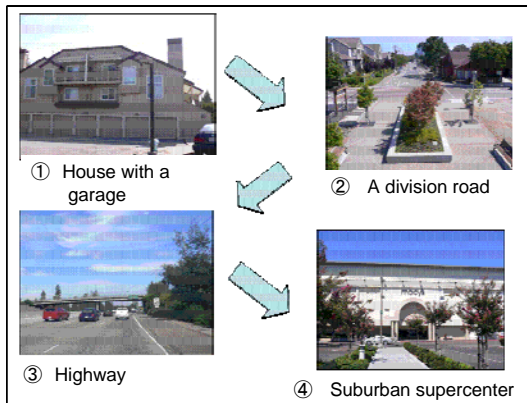 ① House with a
garage
② A division road
③ Highway
④ Suburban supercenter